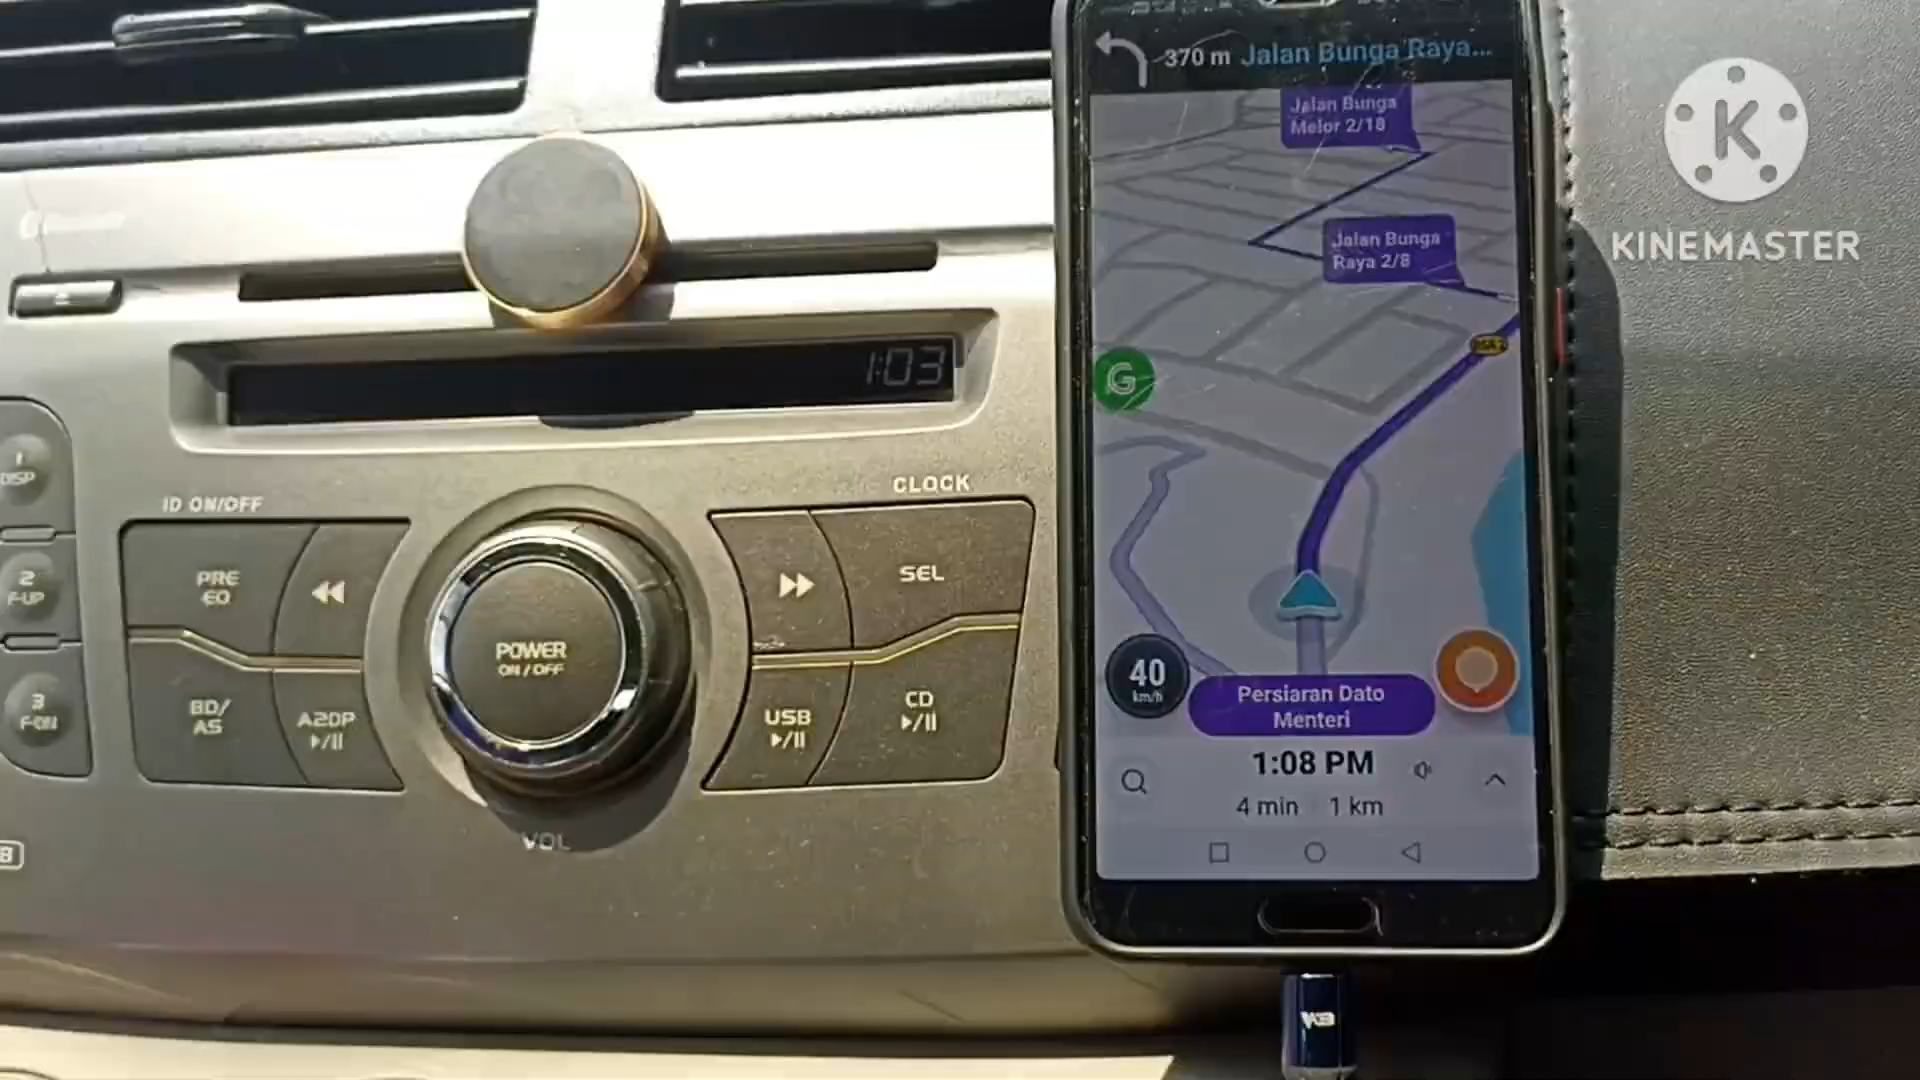 370 m Jalan Bunga Raya...
Jalan Bunga
Melor 2/18
Jalan Bunga
Raya 2/8
G
40
km/h
Persiaran Dato
Menteri
1:08 PM
4 min 1 km
K
KINEMASTER
1:03
CLOCK
ID ON/OFF
1
DISP
PRE
EQ
SEL
2
F-UP
POWER
ON/OFF
3
F-DN
BD/
AS
A2DP
▶/II
USB
▶/II
CD
▶/II
VOL